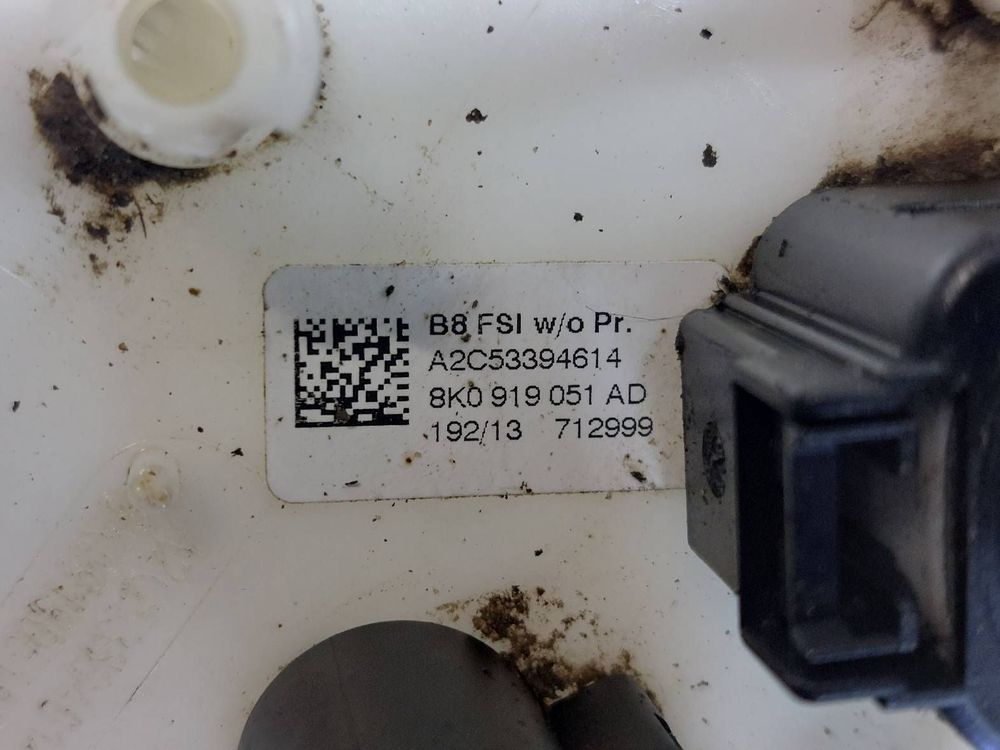 B8 FSI w/o Pr.
A2C53394614
8K0 919 051 AD
192/13 712999